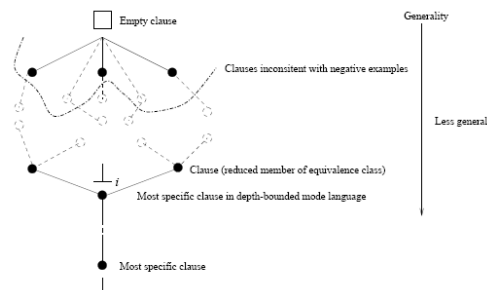 Empty clause
Generality
Clauses inconsitent with negative examples
Less general
Clause (reduced member of equivalence class)
i
Most specific clause in depth-bounded mode language
Most specific clause